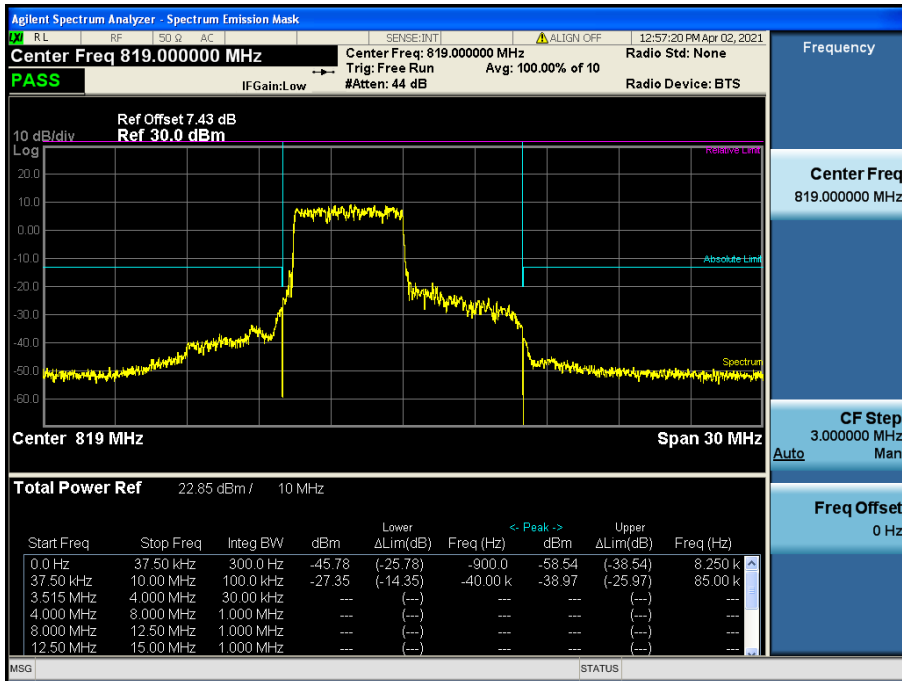 Agilent Spectrum Analyzer - Spectrum Emission Mask
LXI RL RF 50 Ω AC SENSE:INT ALIGN OFF 12:57:20 PM Apr 02, 2021
Center Freq 819.000000 MHz
Center Freq: 819.000000 MHz Radio Std: None
Trig: Free Run Avg: 100.00% of 10
PASS IFGain:Low #Atten: 44 dB Radio Device: BTS
Frequency
Ref Offset 7.43 dB
10 dB/div Ref 30.0 dBm
Log
Relative Limit
20.0
10.0
0.00
-10.0
Absolute Limit
-20.0
-30.0
-40.0
-50.0
Spectrum
-60.0
Center 819 MHz Span 30 MHz
Center Freq
819.000000 MHz
CF Step
3.000000 MHz
Auto Man
Freq Offset
0 Hz
Total Power Ref 22.85 dBm / 10 MHz
Lower <- Peak -> Upper
Start Freq Stop Freq Integ BW dBm ΔLim(dB) Freq (Hz) dBm ΔLim(dB) Freq (Hz)
0.0 Hz 37.50 kHz 300.0 Hz -45.78 (-25.78) -900.0 -58.54 (-38.54) 8.250 k
37.50 kHz 10.00 MHz 100.0 kHz -27.35 (-14.35) -40.00 k -38.97 (-25.97) 85.00 k
3.515 MHz 4.000 MHz 30.00 kHz --- (---) --- --- (---) ---
4.000 MHz 8.000 MHz 1.000 MHz --- (---) --- --- (---) ---
8.000 MHz 12.50 MHz 1.000 MHz --- (---) --- --- (---) ---
12.50 MHz 15.00 MHz 1.000 MHz --- (---) --- --- (---) ---
MSG STATUS